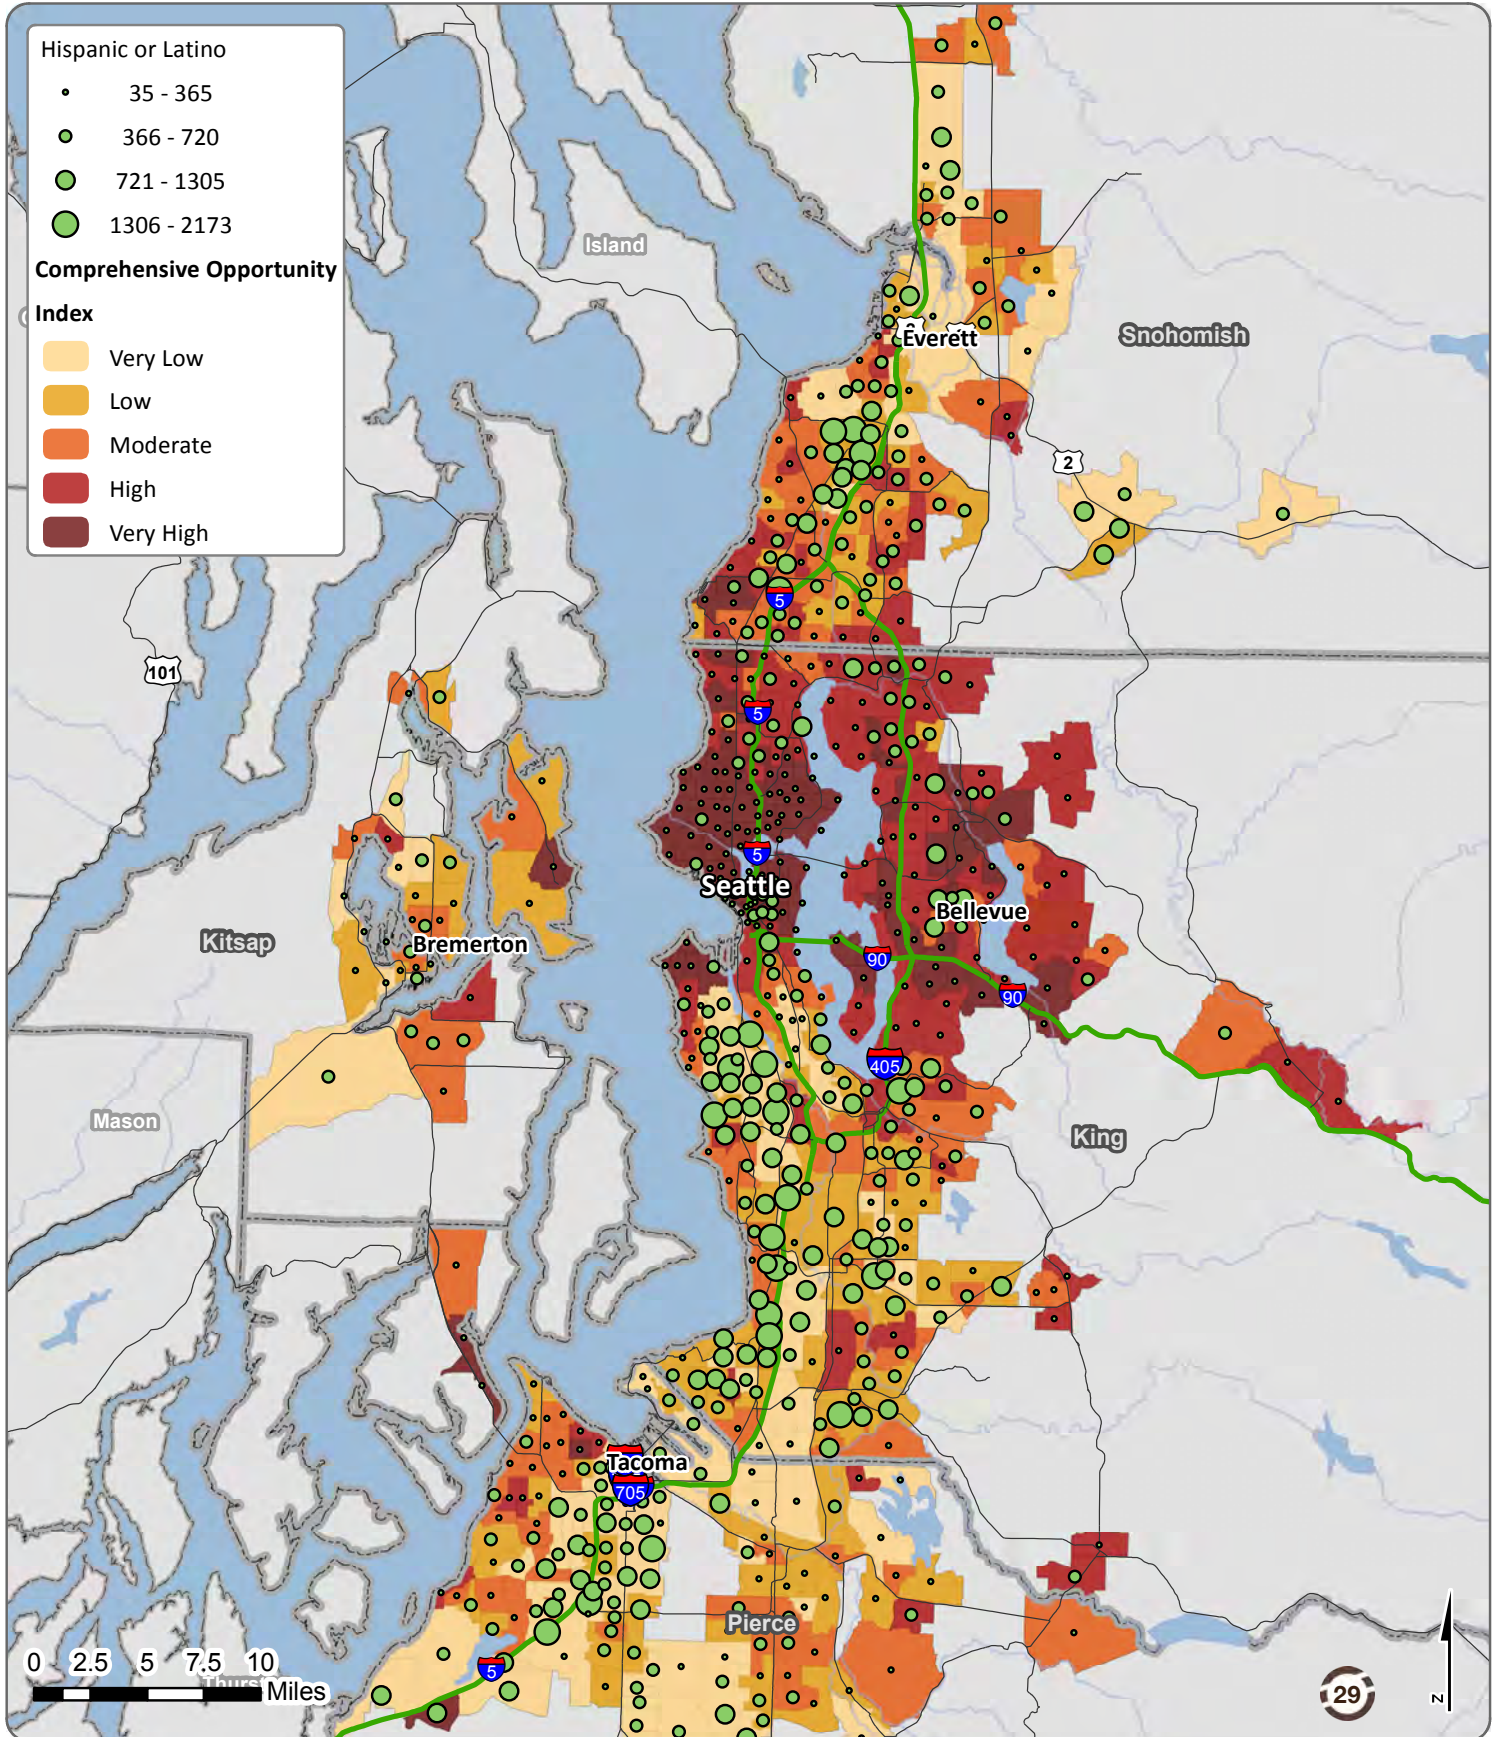 Hispanic or Latino
35 - 365
366 - 720
721 - 1305
1306 - 2173
Comprehensive Opportunity
Index
Very Low
Low
Moderate
High
Very High
Island
Snohomish
Everett
2
101
5
5
5
Seattle
Bellevue
90
90
405
Kitsap
Bremerton
Mason
King
Tacoma
705
Pierce
5
0 2.5 5 7.5 10
Miles
29
N